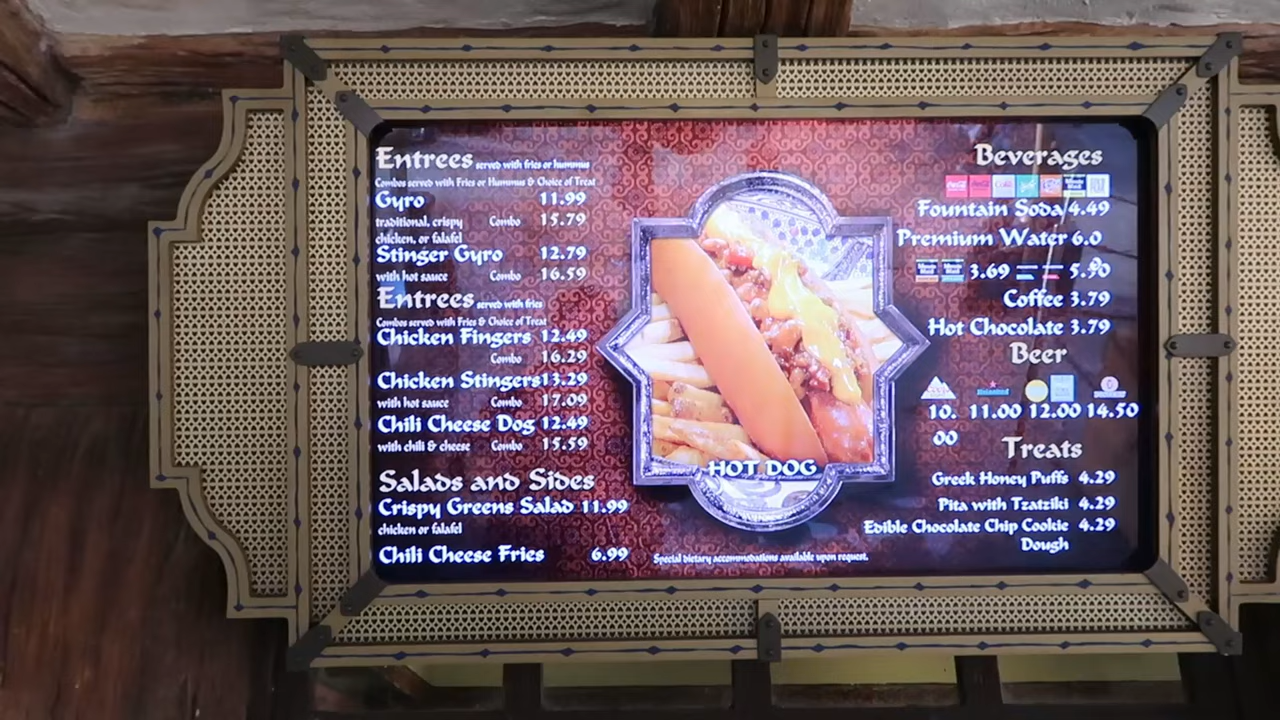 Entrees served with fries or hummus
Combos served with Fries or Hummus & Choice of Treat
Gyro 11.99
traditional, crispy Combo 15.79
chicken, or falafel
Stinger Gyro 12.79
with hot sauce Combo 16.59
Entrees served with fries
Combos served with Fries & Choice of Treat
Chicken Fingers 12.49
Combo 16.29
Chicken Stingers 13.29
with hot sauce Combo 17.09
Chili Cheese Dog 12.49
with chili & cheese Combo 15.59
Salads and Sides
Crispy Greens Salad 11.99
chicken or falafel
Chili Cheese Fries 6.99
HOT DOG
Special dietary accommodations available upon request.
Beverages
Fountain Soda 4.49
Premium Water 6.0
3.69 5.50
Coffee 3.79
Hot Chocolate 3.79
Beer
10. 11.00 12.00 14.50
00
Treats
Greek Honey Puffs 4.29
Pita with Tzatziki 4.29
Edible Chocolate Chip Cookie 4.29
Dough